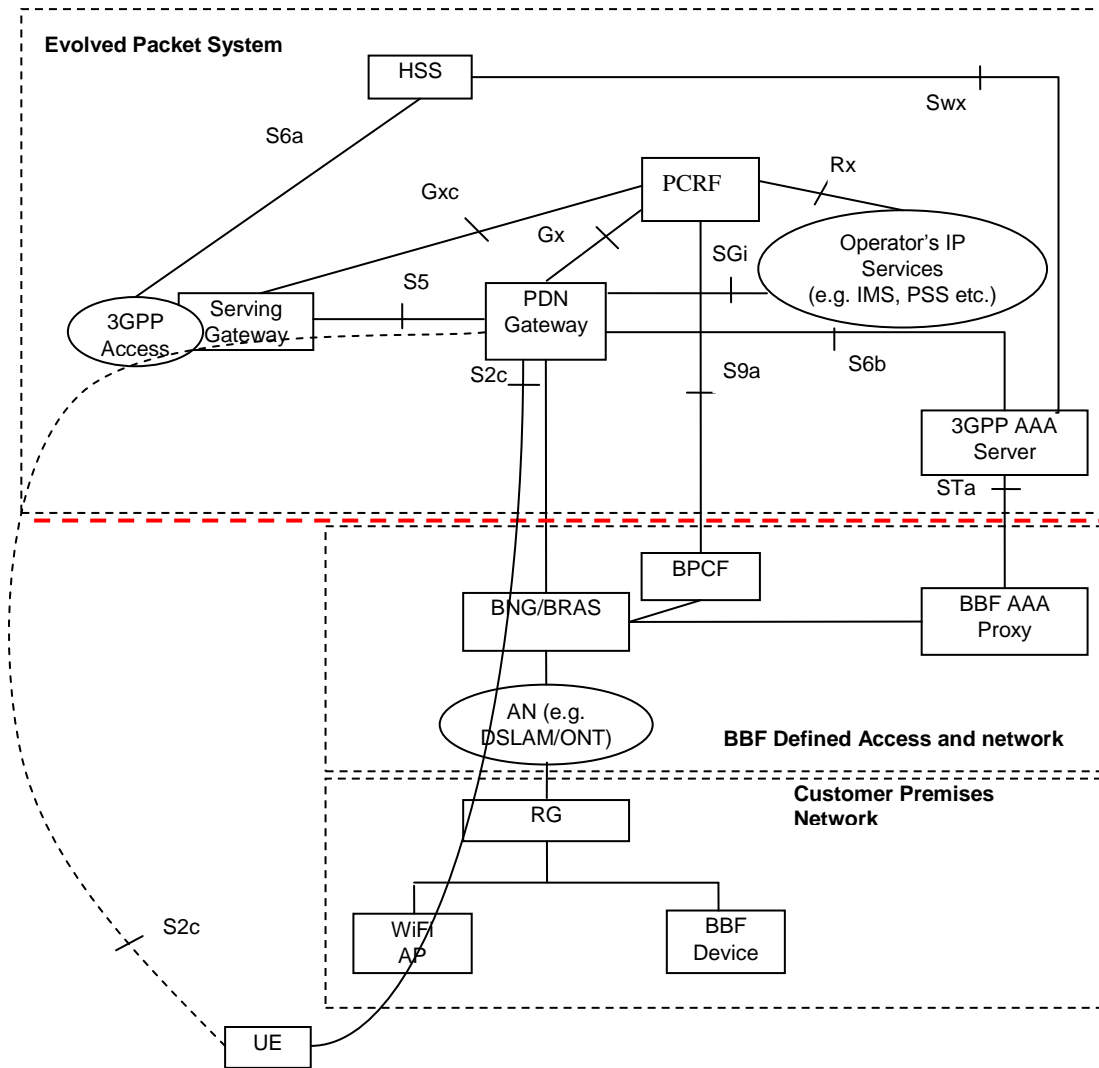 Evolved Packet System
HSS
Swx
S6a
Rx
PCRF
Gxc
Gx
SGi
Operator's IP
Services
(e.g. IMS, PSS etc.)
S5
PDN
Gateway
Serving
Gateway
3GPP
Access
S2c
S9a
S6b
3GPP AAA
Server
STa
BPCF
BNG/BRAS
BBF AAA
Proxy
AN (e.g.
DSLAM/ONT)
BBF Defined Access and network
Customer Premises
Network
RG
WiFi
AP
BBF
Device
S2c
UE